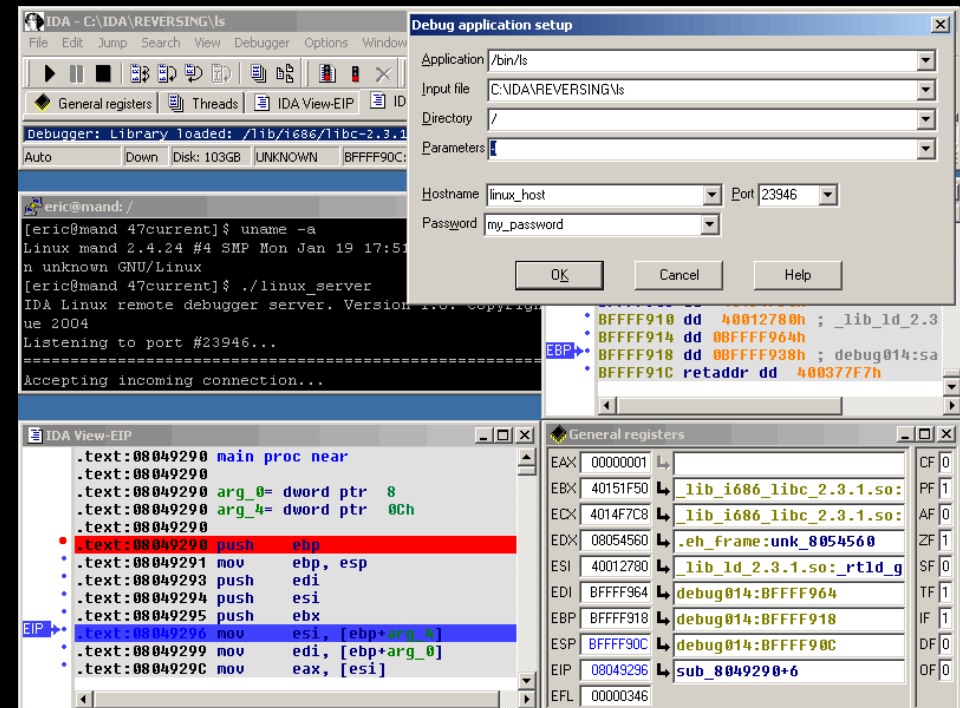 IDA - C:\IDA\REVERSING\ls
File Edit Jump Search View Debugger Options Window
General registers Threads IDA View-EIP ID
Debugger: Library loaded: /lib/i686/libc-2.3.1
Auto Down Disk: 103GB UNKNOWN BFFFF90C:
Debug application setup
Application /bin/ls
Input file C:\IDA\REVERSING\ls
Directory /
Parameters
Hostname linux_host Port 23946
Password my_password
OK Cancel Help
eric@mand: /
[eric@mand 47current]$ uname -a
Linux mand 2.4.24 #4 SMP Mon Jan 19 17:51
n unknown GNU/Linux
[eric@mand 47current]$ ./linux_server
IDA Linux remote debugger server. Version
ue 2004
Listening to port #23946...
Accepting incoming connection...
BFFFF910 dd 40012780h ; _lib_ld_2.3
BFFFF914 dd 0BFFFF964h
EBP BFFFF918 dd 0BFFFF938h ; debug014:sa
BFFFF91C retaddr dd 400377F7h
IDA View-EIP
.text:08049290 main proc near
.text:08049290
.text:08049290 arg_0= dword ptr 8
.text:08049290 arg_4= dword ptr 0Ch
.text:08049290
.text:08049290 push ebp
.text:08049291 mov ebp, esp
.text:08049293 push edi
.text:08049294 push esi
.text:08049295 push ebx
EIP .text:08049296 mov esi, [ebp+arg_4]
.text:08049299 mov edi, [ebp+arg_0]
.text:0804929C mov eax, [esi]
General registers
EAX 00000001 CF 0
EBX 40151F50 _lib_i686_libc_2.3.1.so: PF 1
ECX 4014F7C8 _lib_i686_libc_2.3.1.so: AF 0
EDX 08054560 .eh_frame:unk_8054560 ZF 1
ESI 40012780 _lib_ld_2.3.1.so:_rtld_g SF 0
EDI BFFFF964 debug014:BFFFF964 TF 1
EBP BFFFF918 debug014:BFFFF918 IF 1
ESP BFFFF90C debug014:BFFFF90C DF 0
EIP 08049296 sub_8049290+6 OF 0
EFL 00000346